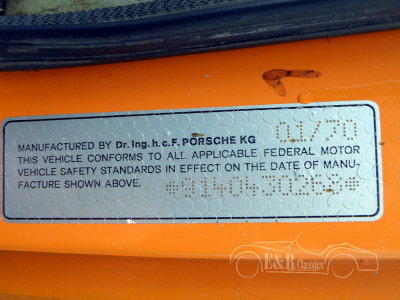 MANUFACTURED BY Dr. Ing. h. c. F. PORSCHE KG 01/70
THIS VEHICLE CONFORMS TO ALL APPLICABLE FEDERAL MOTOR
VEHICLE SAFETY STANDARDS IN EFFECT ON THE DATE OF MANU-
FACTURE SHOWN ABOVE. *9140430263*
E&R Classics